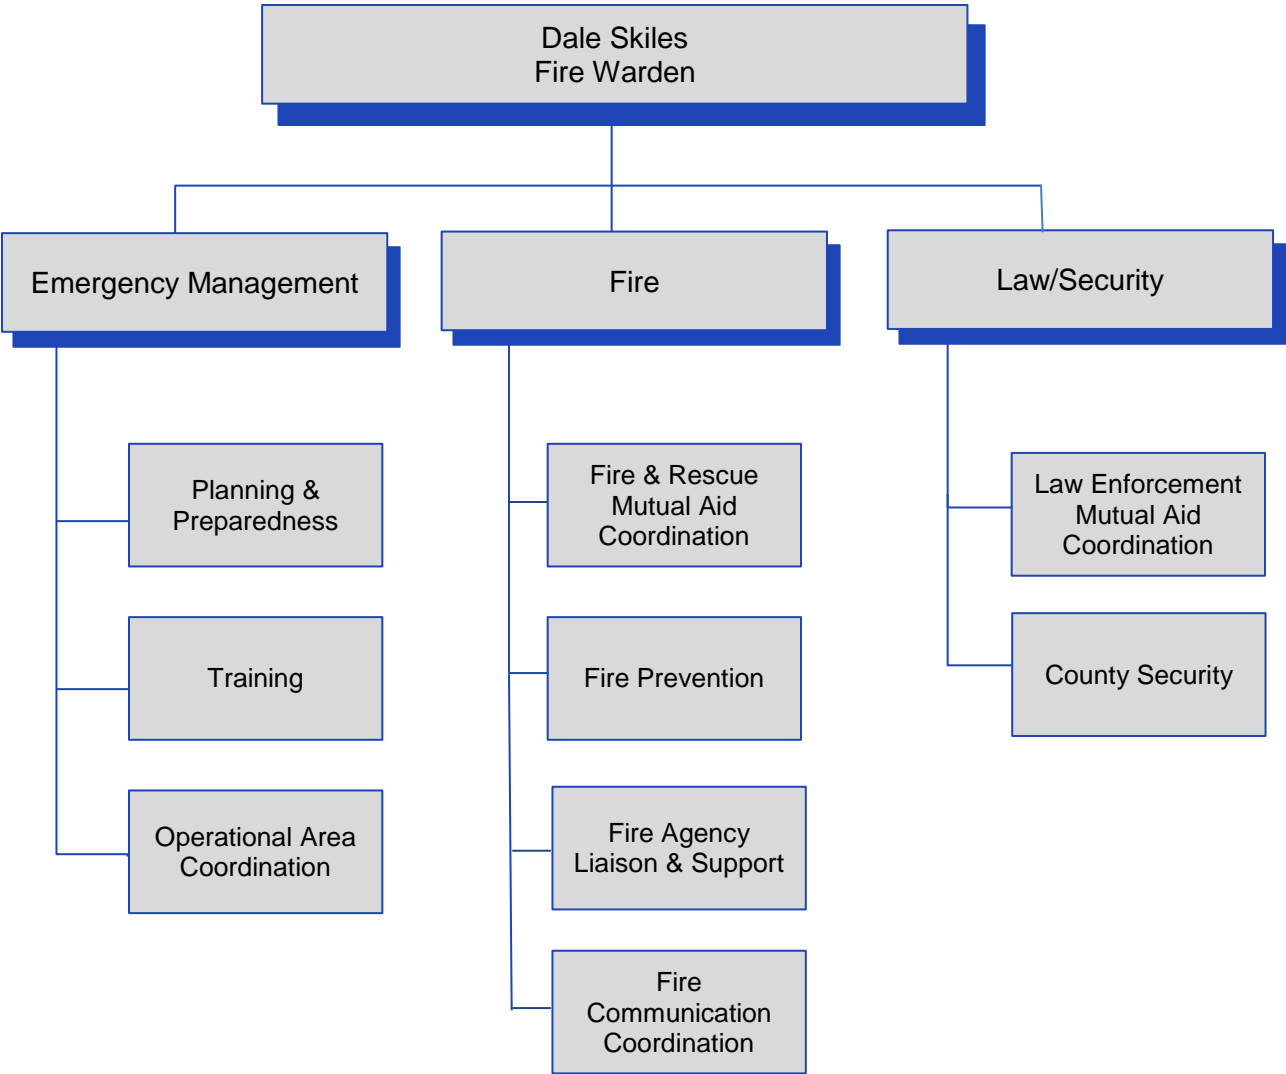 Dale Skiles
Fire Warden
Emergency Management
Fire
Law/Security
Planning &
Preparedness
Training
Operational Area
Coordination
Fire & Rescue
Mutual Aid
Coordination
Fire Prevention
Fire Agency
Liaison & Support
Fire
Communication
Coordination
Law Enforcement
Mutual Aid
Coordination
County Security